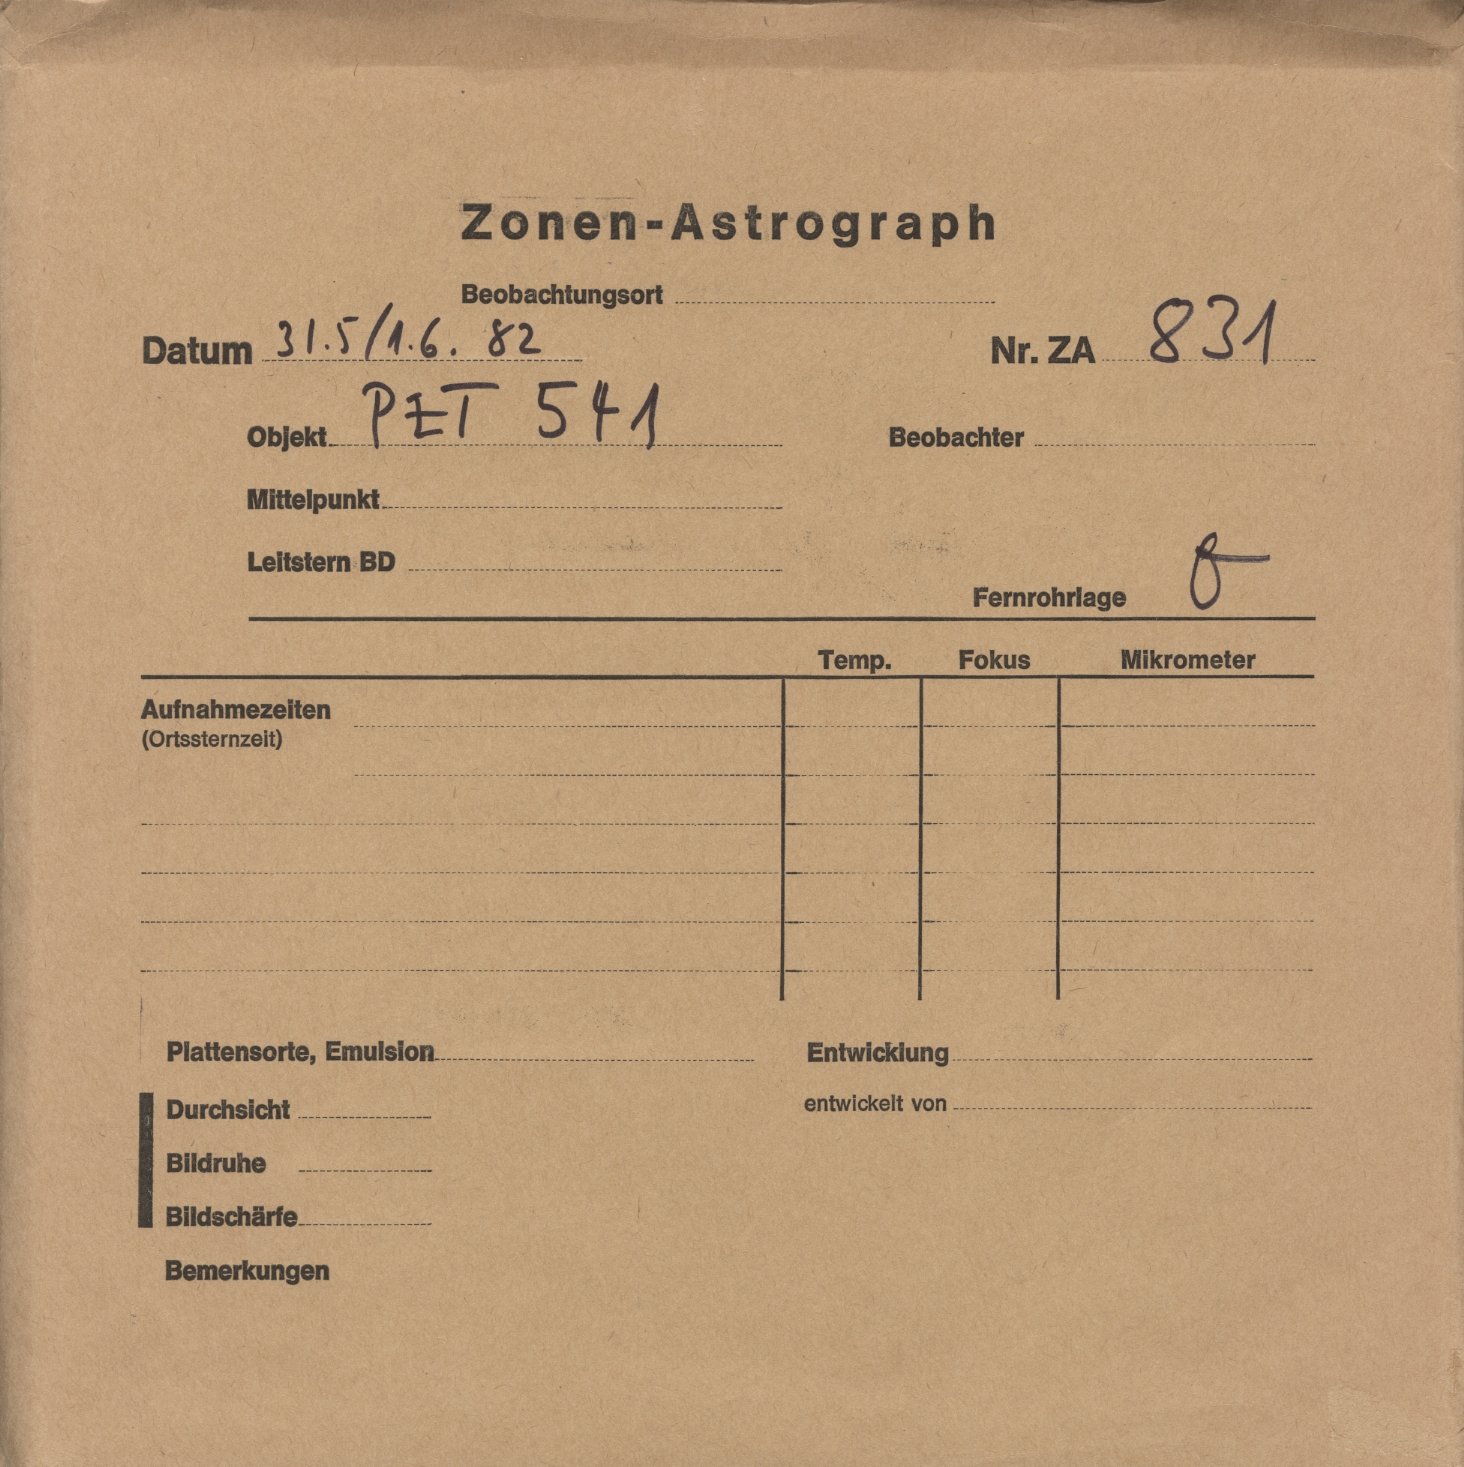 Zonen-Astrograph
Beobachtungsort
Datum 31.5/1.6. 82 Nr. ZA 831
Objekt PZT 541 Beobachter
Mittelpunkt
Leitstern BD
Fernrohrlage
Temp. Fokus Mikrometer
Aufnahmezeiten
(Ortssternzeit)
Plattensorte, Emulsion Entwicklung
Durchsicht entwickelt von
Bildruhe
Bildschärfe
Bemerkungen